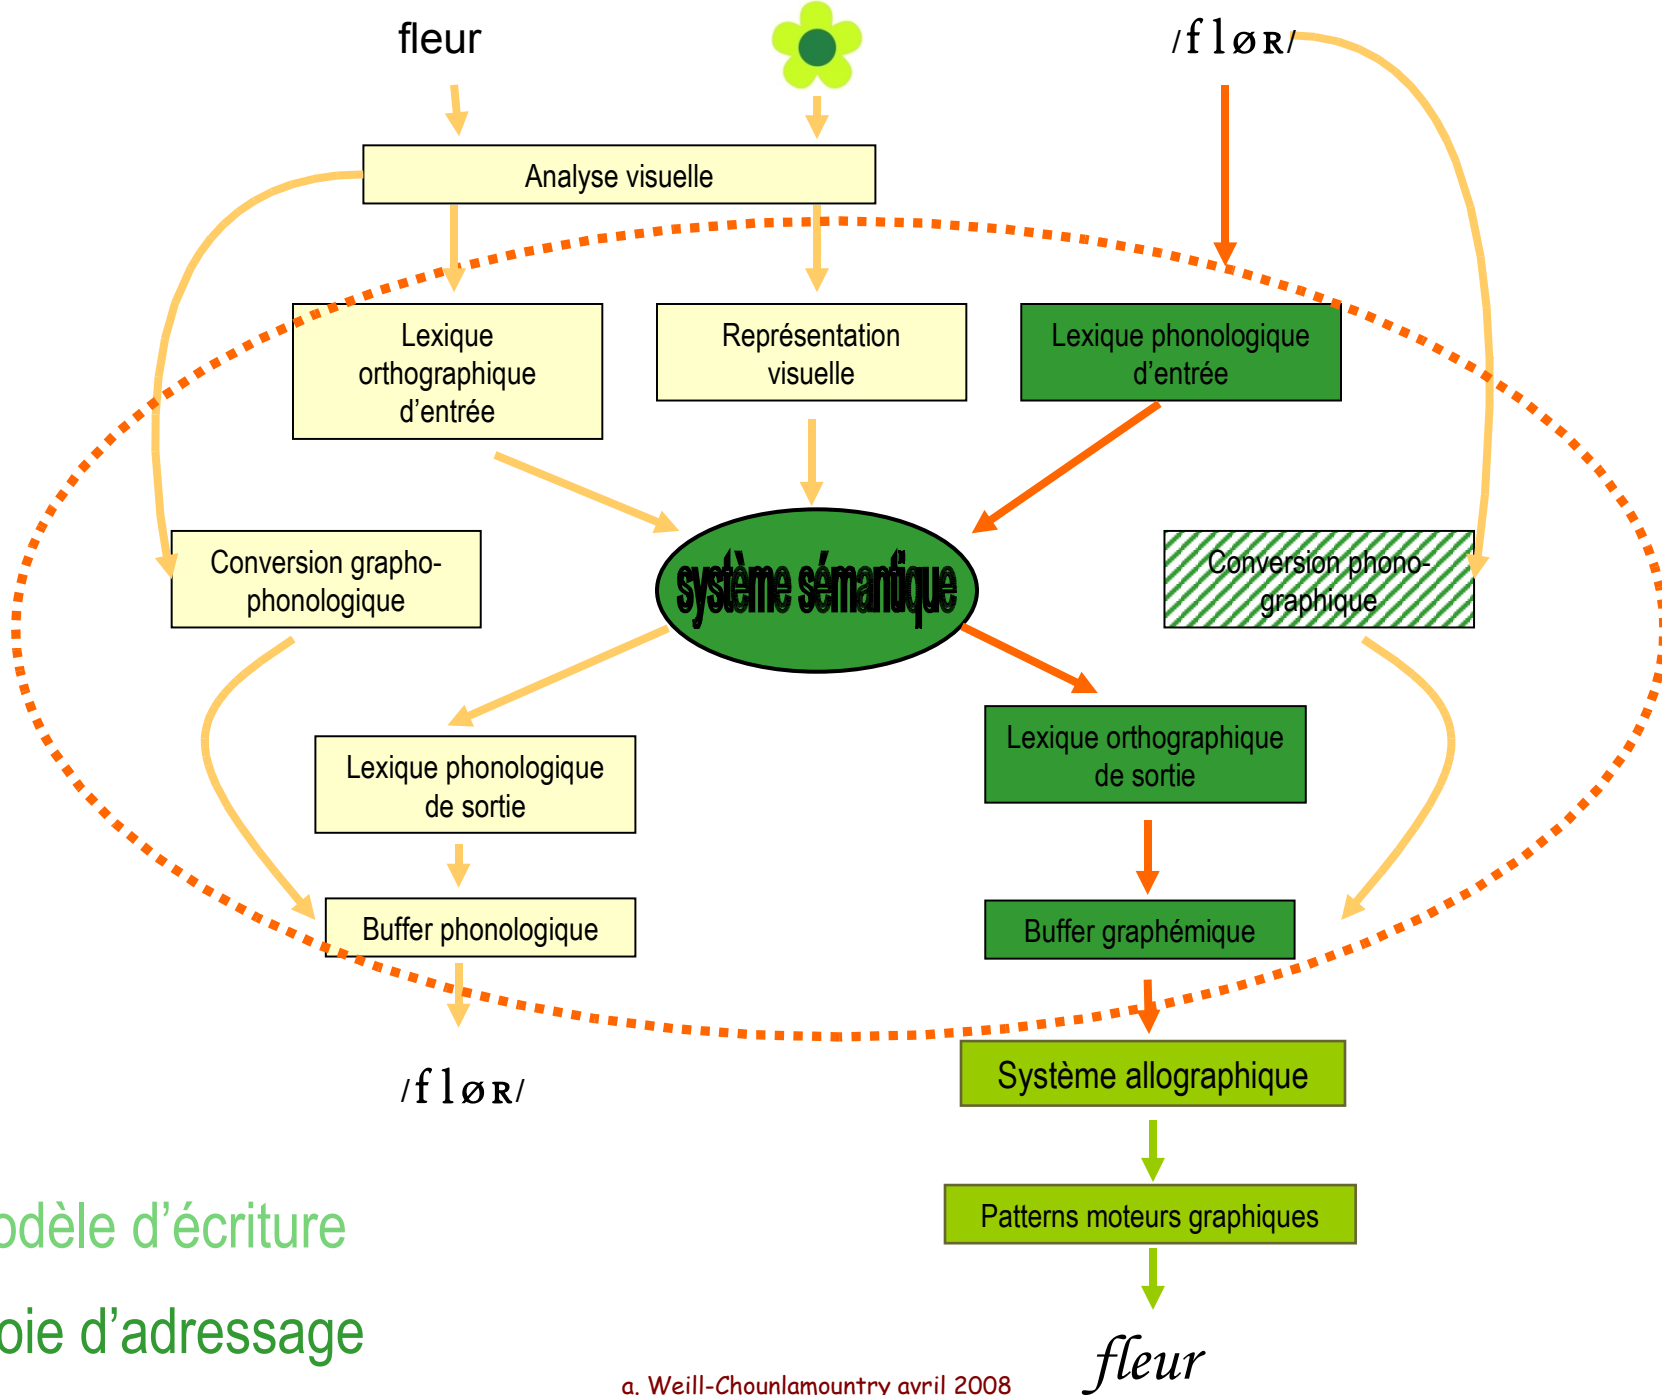 fleur
/fløʀ/
Analyse visuelle
Lexique
orthographique
d'entrée
Représentation
visuelle
Lexique phonologique
d'entrée
Conversion grapho-
phonologique
système sémantique
Conversion phono-
graphique
Lexique phonologique
de sortie
Lexique orthographique
de sortie
Buffer phonologique
Buffer graphémique
/fløʀ/
Système allographique
Patterns moteurs graphiques
odèle d'écriture
oie d'adressage
fleur
a. Weill-Chounlamountry avril 2008